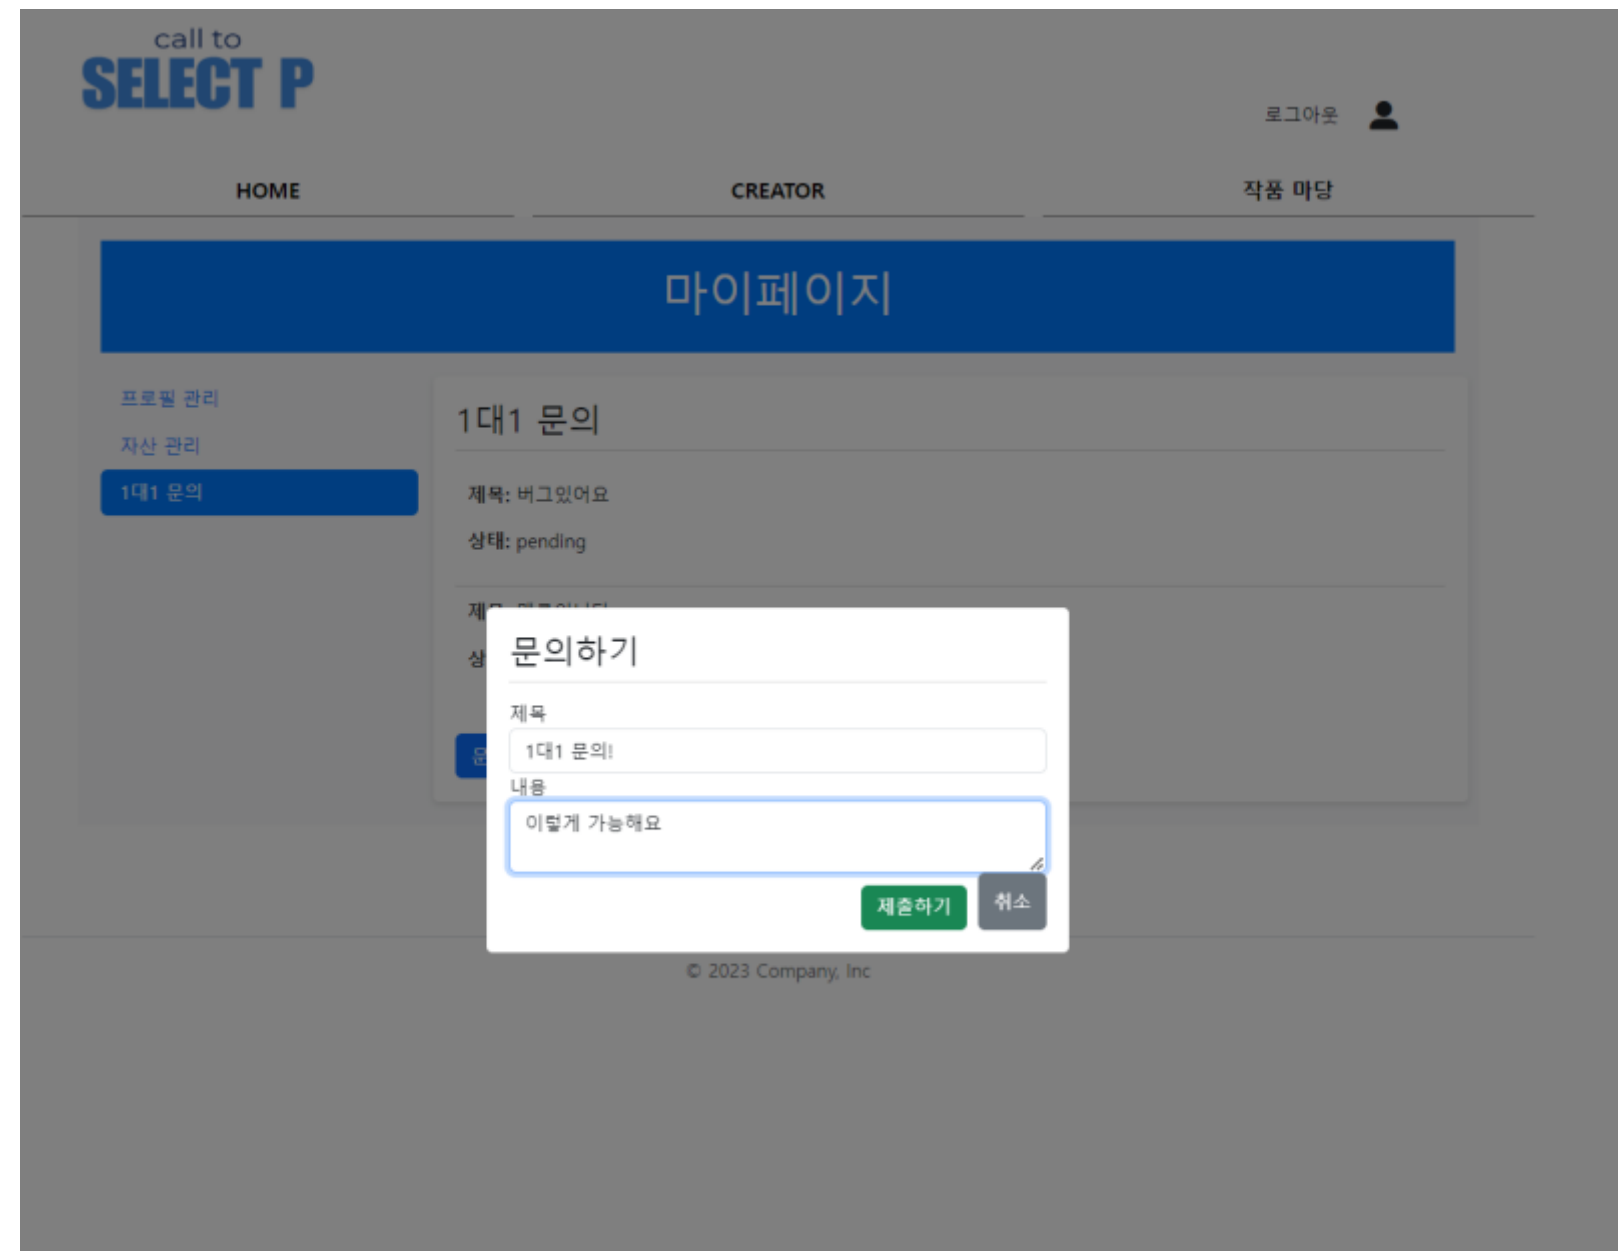 call to
SELECT P
로그아웃
HOME CREATOR 작품 마당
마이페이지
프로필 관리
자산 관리
1대1 문의
1대1 문의
제목: 버그있어요
상태: pending
문의하기
제목
1대1 문의!
내용
이렇게 가능해요
제출하기 취소
© 2023 Company, Inc